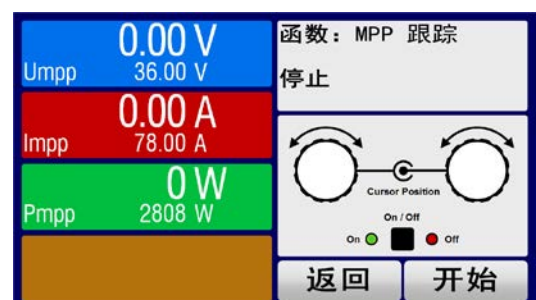 0.00 V
Umpp 36.00 V
0.00 A
Impp 78.00 A
0 W
Pmpp 2808 W
函数：MPP 跟踪
停止
Cursor Position
On / Off
On Off
返回 开始